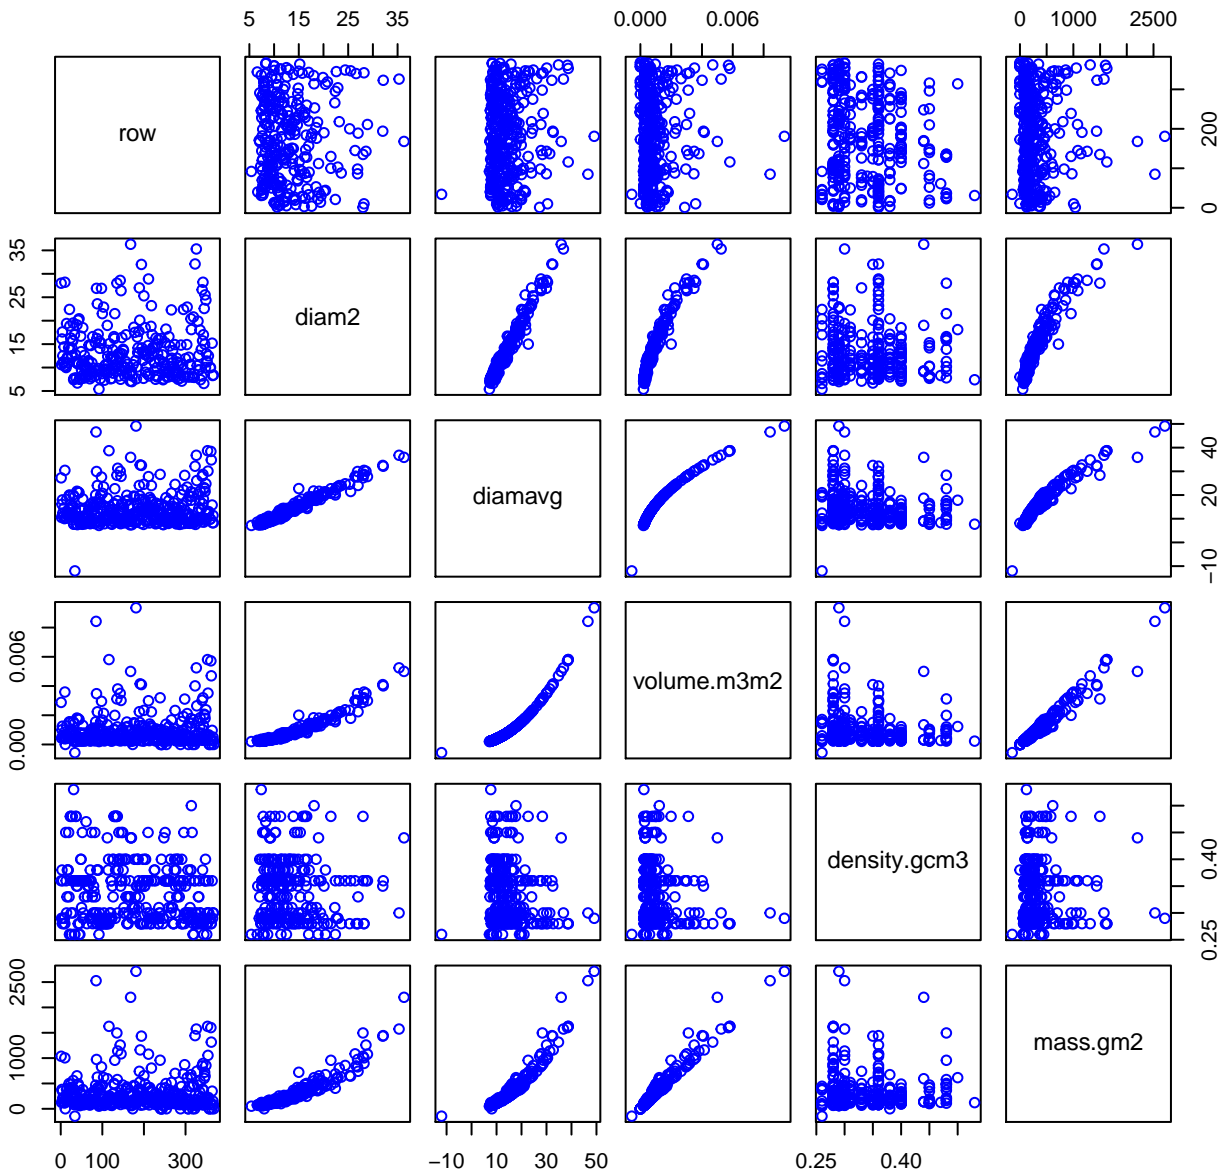 5 15 25 35 0.000 0.006 0 1000 2500
row 0 200
5 15 25 35 diam2
diamavg -10 20 40
0.000 0.006 volume.m3m2
density.gcm3 0.25 0.40
0 1000 2500 mass.gm2
0 100 300 -10 10 30 50 0.25 0.40